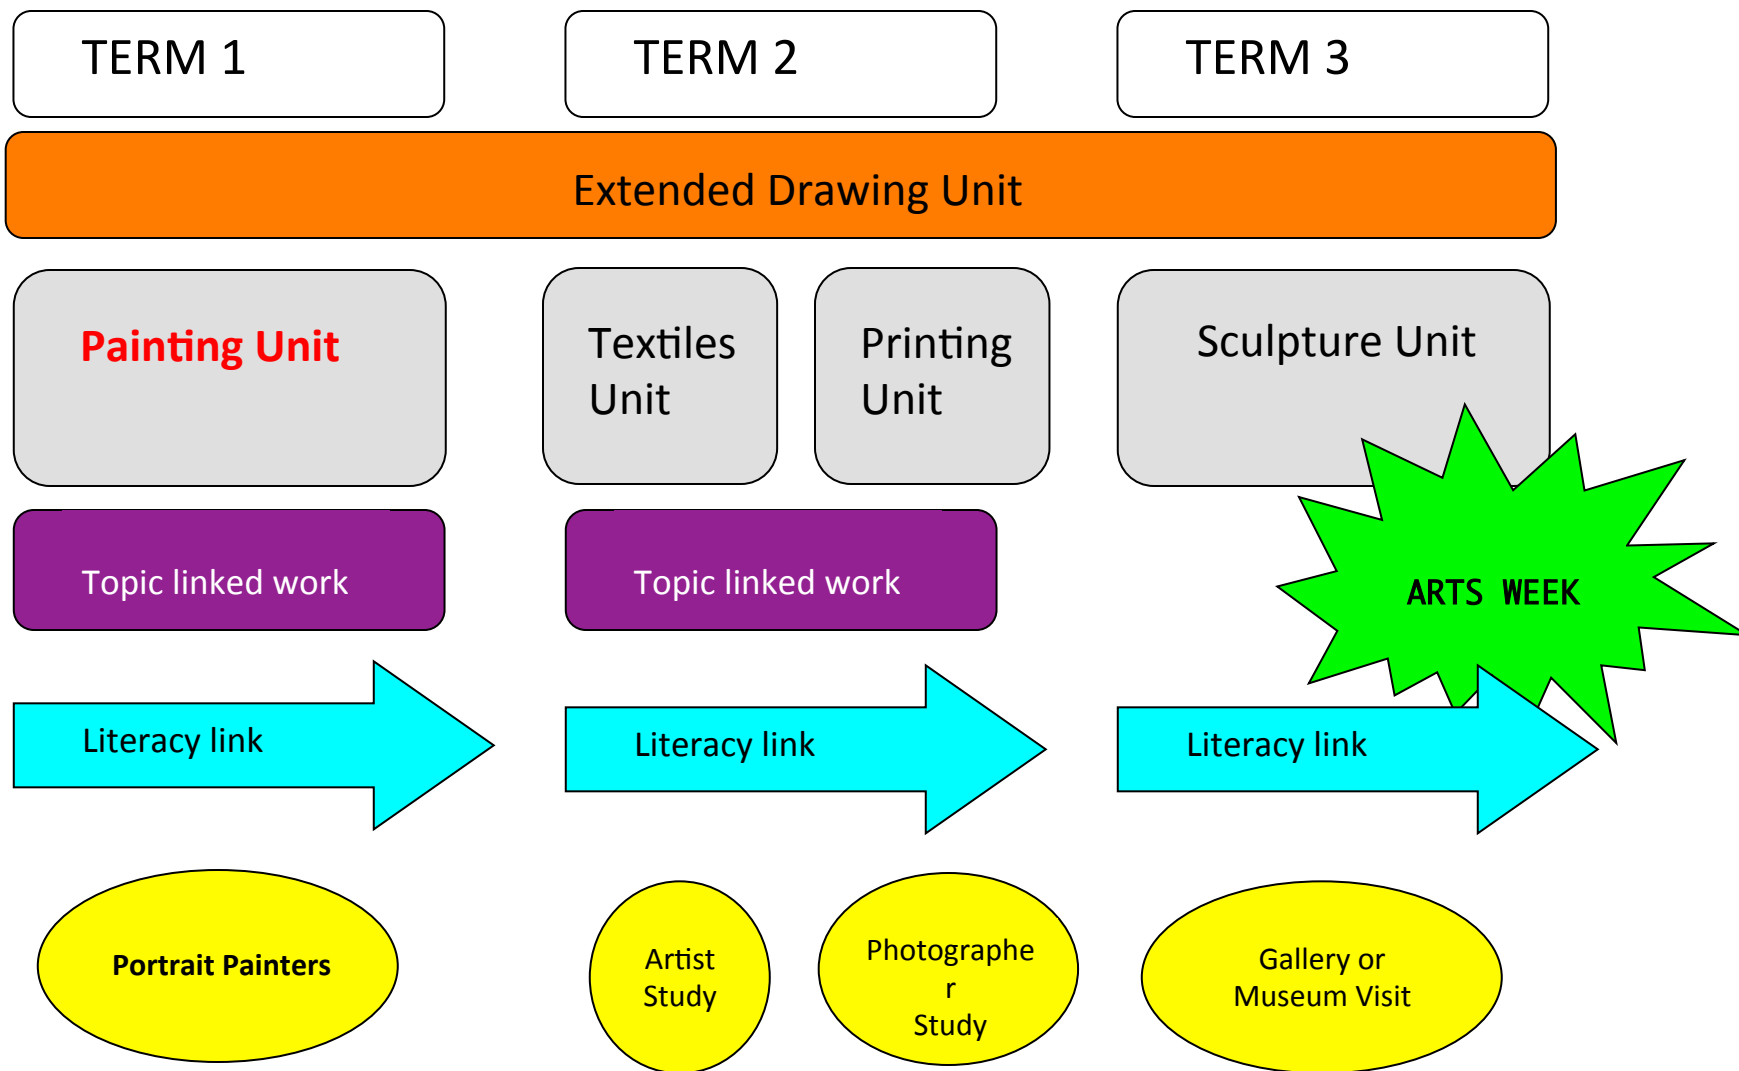 TERM 1
TERM 2
TERM 3
Extended Drawing Unit
Painting Unit
Textiles
Unit
Printing
Unit
Sculpture Unit
Topic linked work
Topic linked work
ARTS WEEK
Literacy link
Literacy link
Literacy link
Portrait Painters
Artist
Study
Photographe
r
Study
Gallery or
Museum Visit